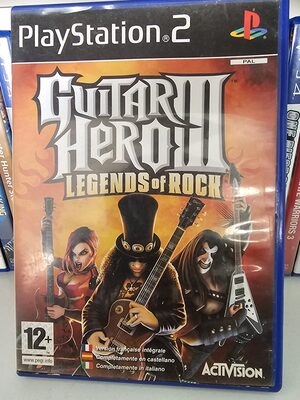 PlayStation®2
PAL
GUITAR
HERO III
LEGENDS OF ROCK
12+
www.pegi.info
Version française intégrale
Completamente en castellano
Completamente in italiano
ACTIVISION